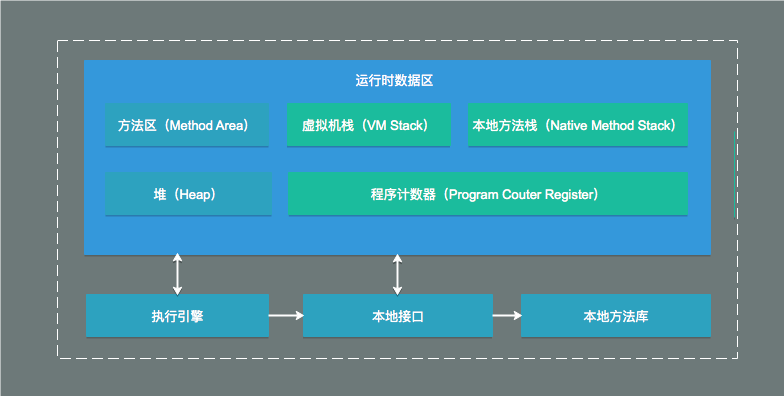 运行时数据区
方法区（Method Area）
虚拟机栈（VM Stack）
本地方法栈（Native Method Stack）
堆（Heap）
程序计数器（Program Couter Register）
执行引擎
本地接口
本地方法库